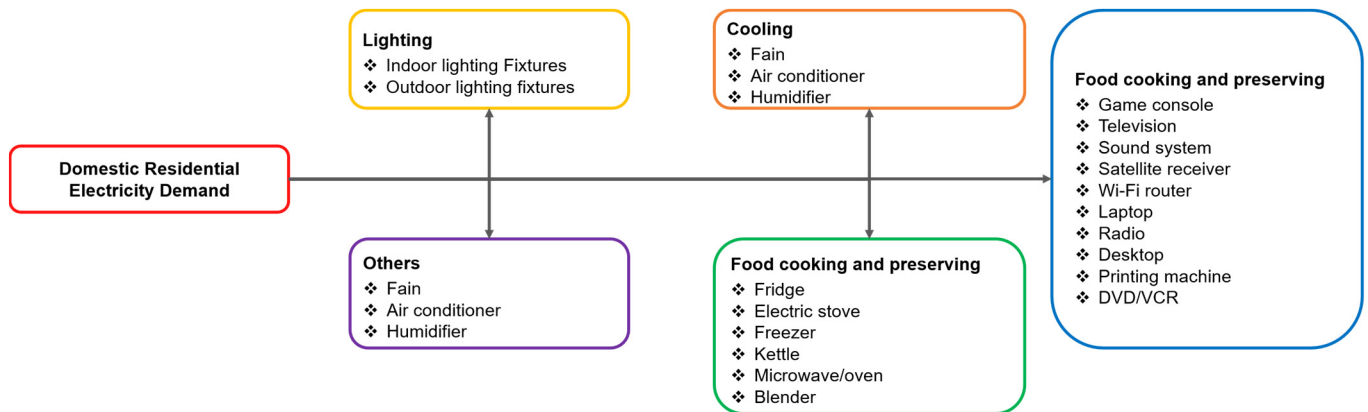 Domestic Residential
Electricity Demand
Lighting
❖ Indoor lighting Fixtures
❖ Outdoor lighting fixtures
Others
❖ Fain
❖ Air conditioner
❖ Humidifier
Cooling
❖ Fain
❖ Air conditioner
❖ Humidifier
Food cooking and preserving
❖ Fridge
❖ Electric stove
❖ Freezer
❖ Kettle
❖ Microwave/oven
❖ Blender
Food cooking and preserving
❖ Game console
❖ Television
❖ Sound system
❖ Satellite receiver
❖ Wi-Fi router
❖ Laptop
❖ Radio
❖ Desktop
❖ Printing machine
❖ DVD/VCR